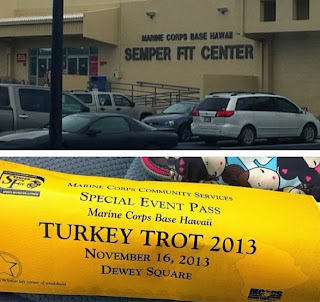 MARINE CORPS BASE HAWAII
SEMPER FIT CENTER
MARINE CORPS COMMUNITY SERVICES
SPECIAL EVENT PASS
Marine Corps Base Hawaii
TURKEY TROT 2013
NOVEMBER 16, 2013
DEWEY SQUARE
MCCS